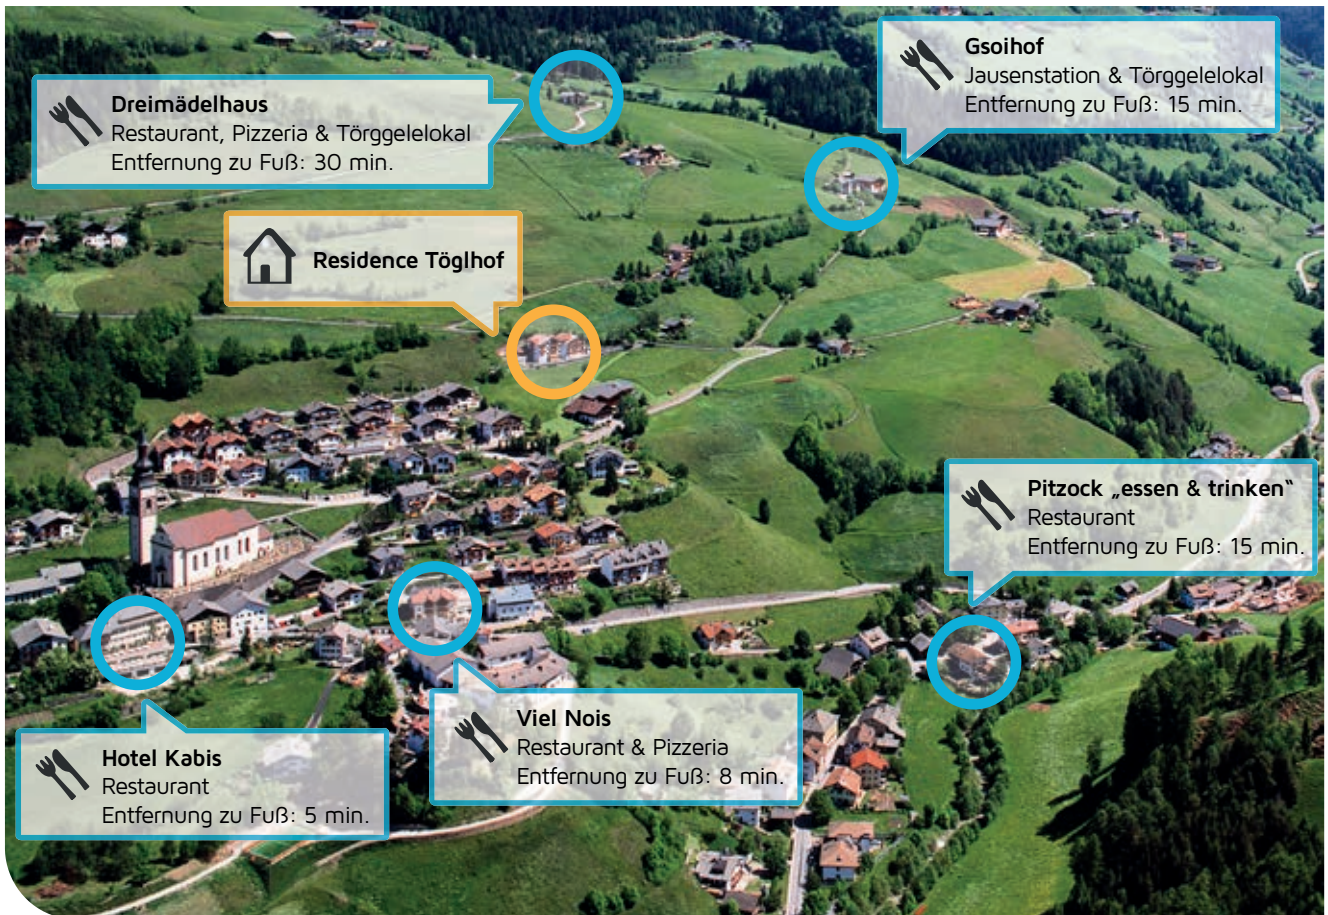 Gsoihof
Jausenstation & Törggelelokal
Entfernung zu Fuß: 15 min.
Dreimädelhaus
Restaurant, Pizzeria & Törggelelokal
Entfernung zu Fuß: 30 min.
Residence Töglhof
Pitzock „essen & trinken“
Restaurant
Entfernung zu Fuß: 15 min.
Viel Nois
Restaurant & Pizzeria
Entfernung zu Fuß: 8 min.
Hotel Kabis
Restaurant
Entfernung zu Fuß: 5 min.